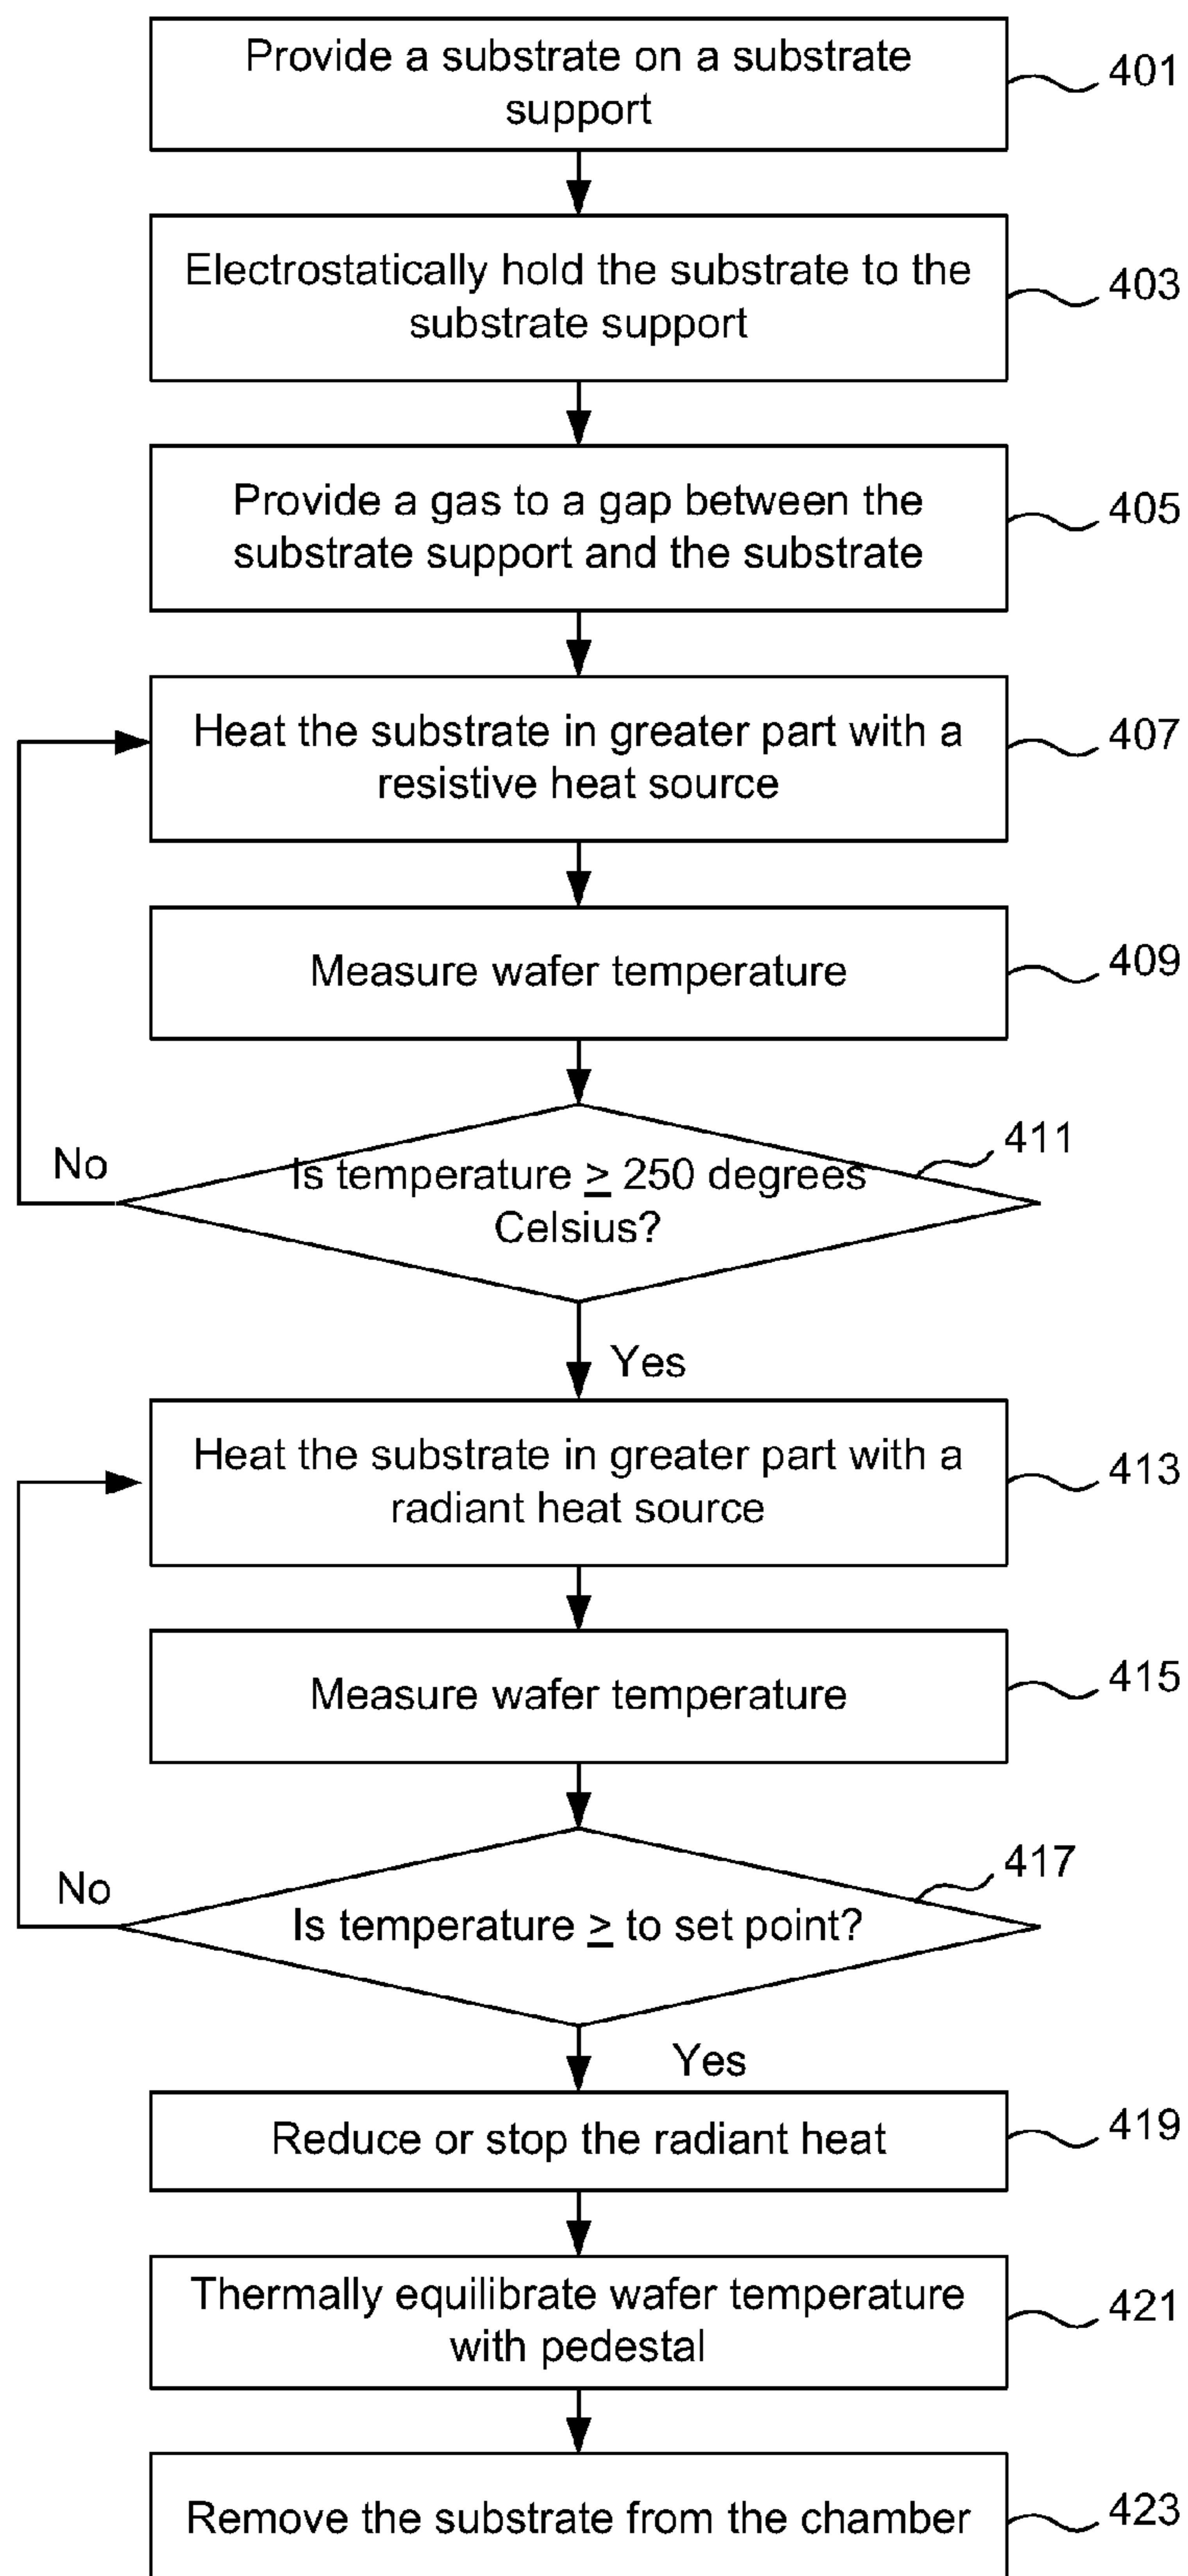 Provide a substrate on a substrate
support
401
Electrostatically hold the substrate to the
substrate support
403
Provide a gas to a gap between the
substrate support and the substrate
405
Heat the substrate in greater part with a
resistive heat source
407
Measure wafer temperature
409
Is temperature ≥ 250 degrees
Celsius?
411
No
Yes
Heat the substrate in greater part with a
radiant heat source
413
Measure wafer temperature
415
Is temperature ≥ to set point?
417
No
Yes
Reduce or stop the radiant heat
419
Thermally equilibrate wafer temperature
with pedestal
421
Remove the substrate from the chamber
423